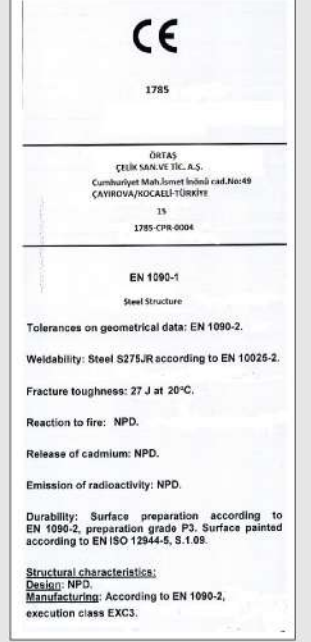 CE
1785
ÖRTAŞ
ÇELİK SAN.VE TİC. A.Ş.
Cumhuriyet Mah.İsmet İnönü cad.No:49
ÇAYIROVA/KOCAELİ-TÜRKİYE
15
1785-CPR-0004
EN 1090-1
Steel Structure
Tolerances on geometrical data: EN 1090-2.
Weldability: Steel S275JR according to EN 10025-2.
Fracture toughness: 27 J at 20°C.
Reaction to fire: NPD.
Release of cadmium: NPD.
Emission of radioactivity: NPD.
Durability: Surface preparation according to
EN 1090-2, preparation grade P3. Surface painted
according to EN ISO 12944-5, S.1.09.
Structural characteristics:
Design: NPD.
Manufacturing: According to EN 1090-2,
execution class EXC3.